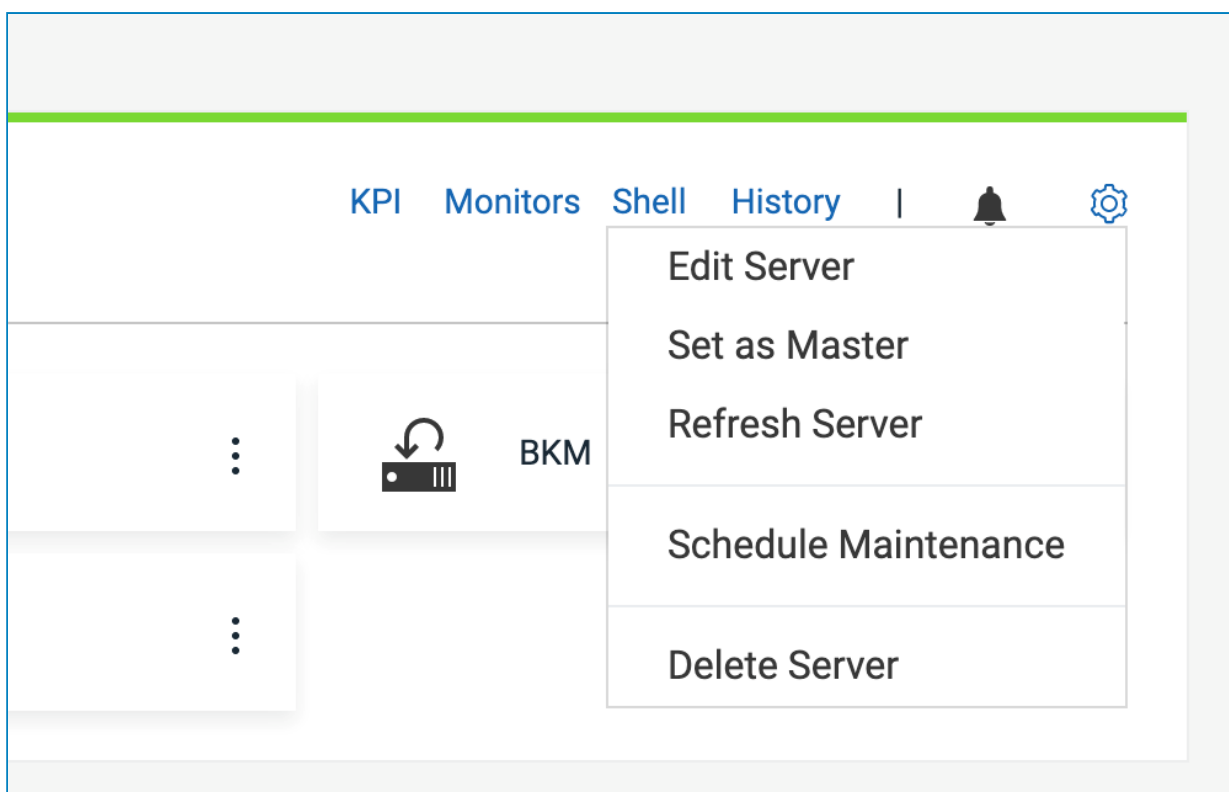 KPI Monitors Shell History |
Edit Server
Set as Master
Refresh Server
BKM
Schedule Maintenance
Delete Server